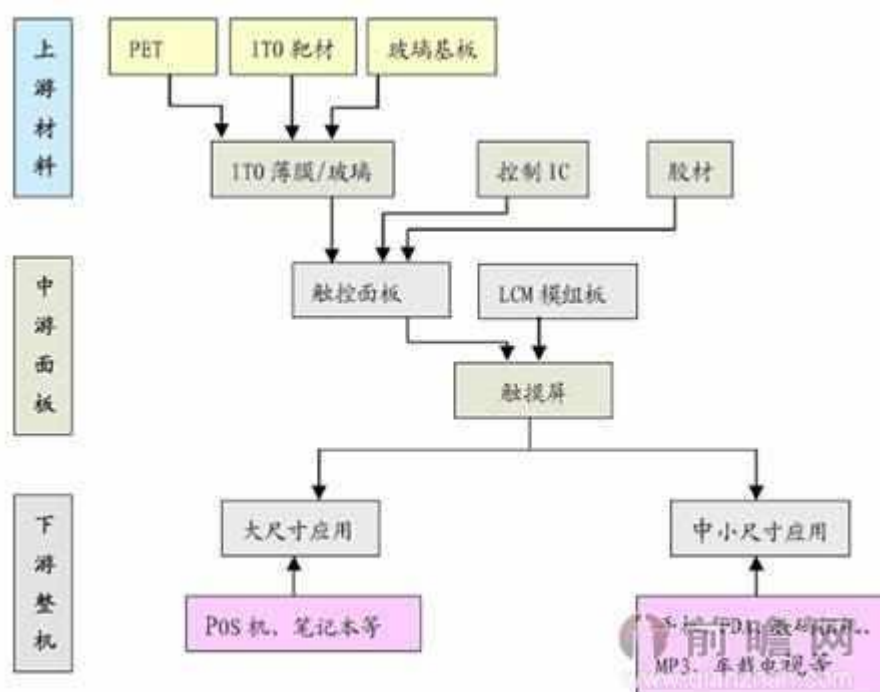 上游材料
PET
ITO 靶材
玻璃基板
ITO 薄膜/玻璃
控制 IC
胶材
中游面板
触控面板
LCM 模组板
触摸屏
下游整机
大尺寸应用
中小尺寸应用
POS 机、笔记本等
MP3、车载电视等
前瞻网
www.qianzhan.com